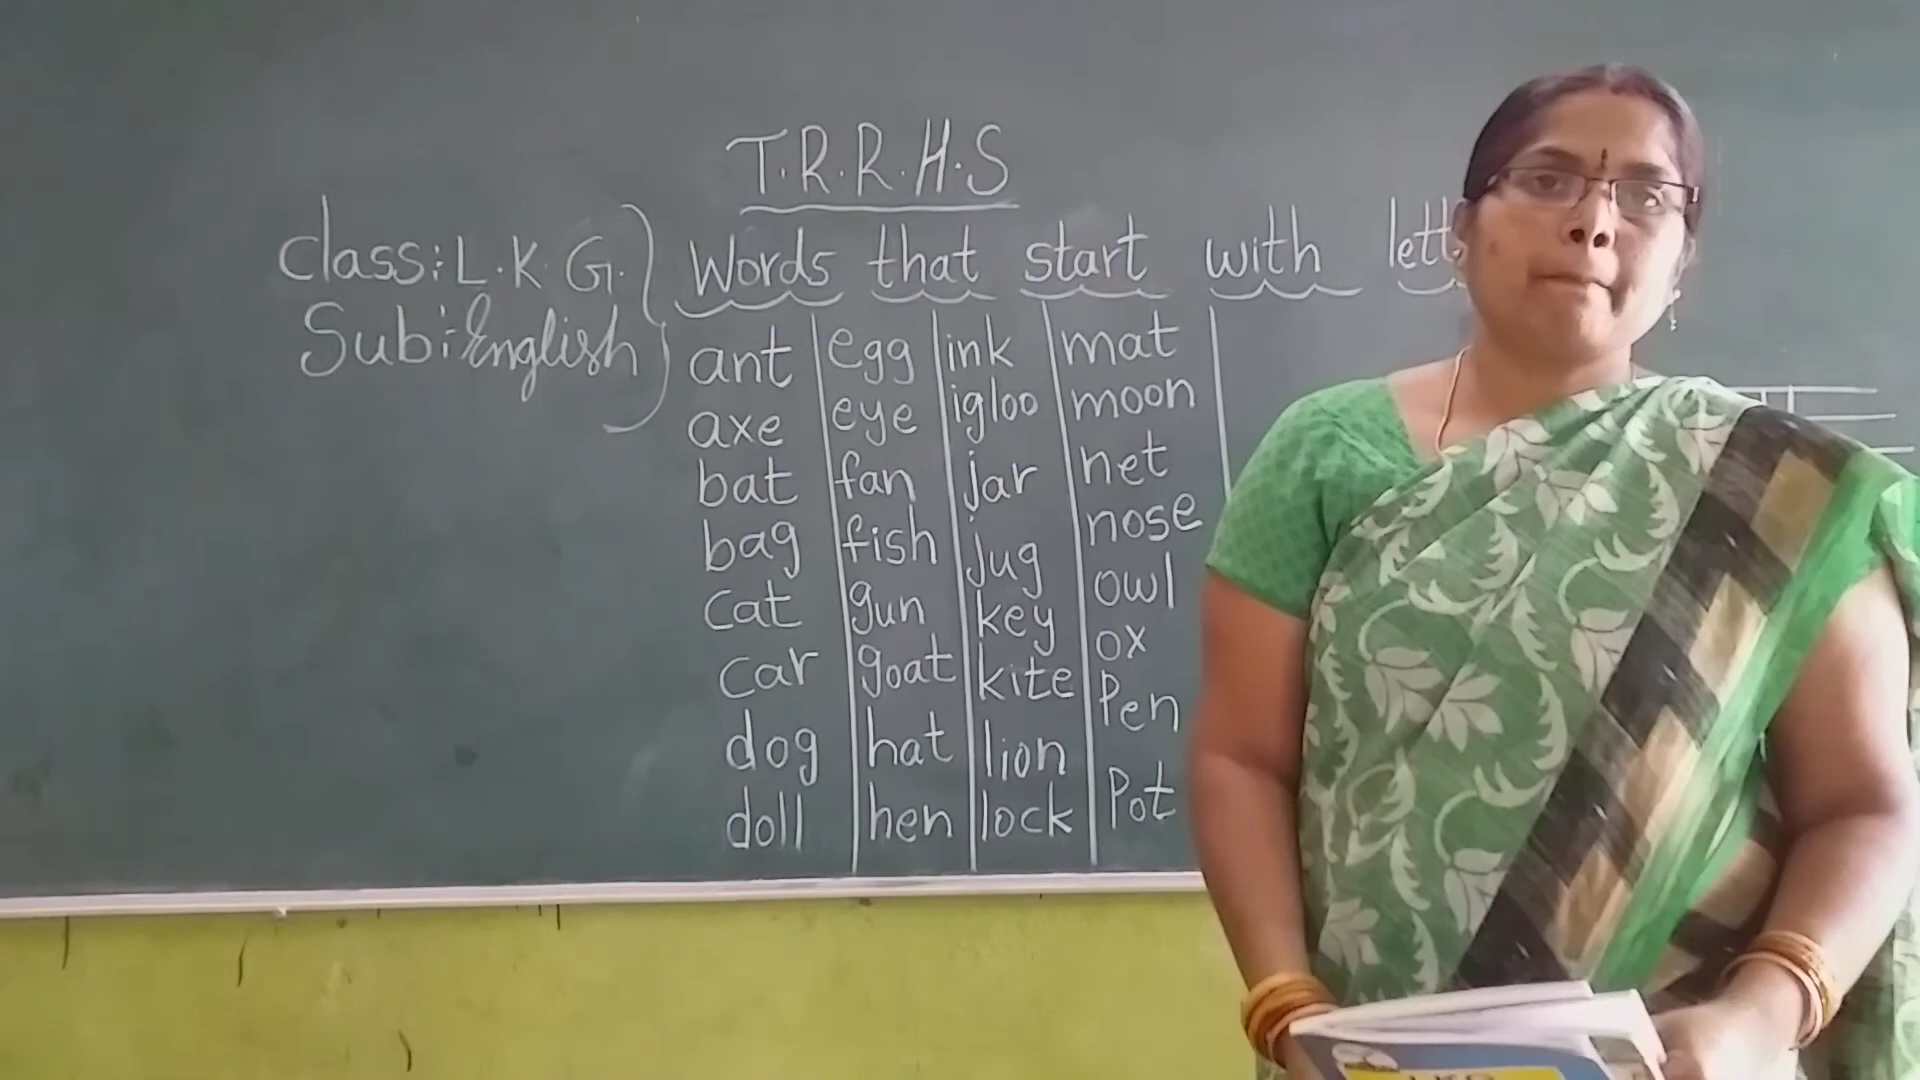 T.R.R.H.S
class: L.K.G.
Sub: English
Words that start with
ant
axe
bat
bag
cat
car
dog
doll
egg
eye
fan
fish
gun
goat
hat
hen
ink
igloo
jar
jug
key
kite
lion
lock
mat
moon
net
nose
owl
ox
Pen
Pot